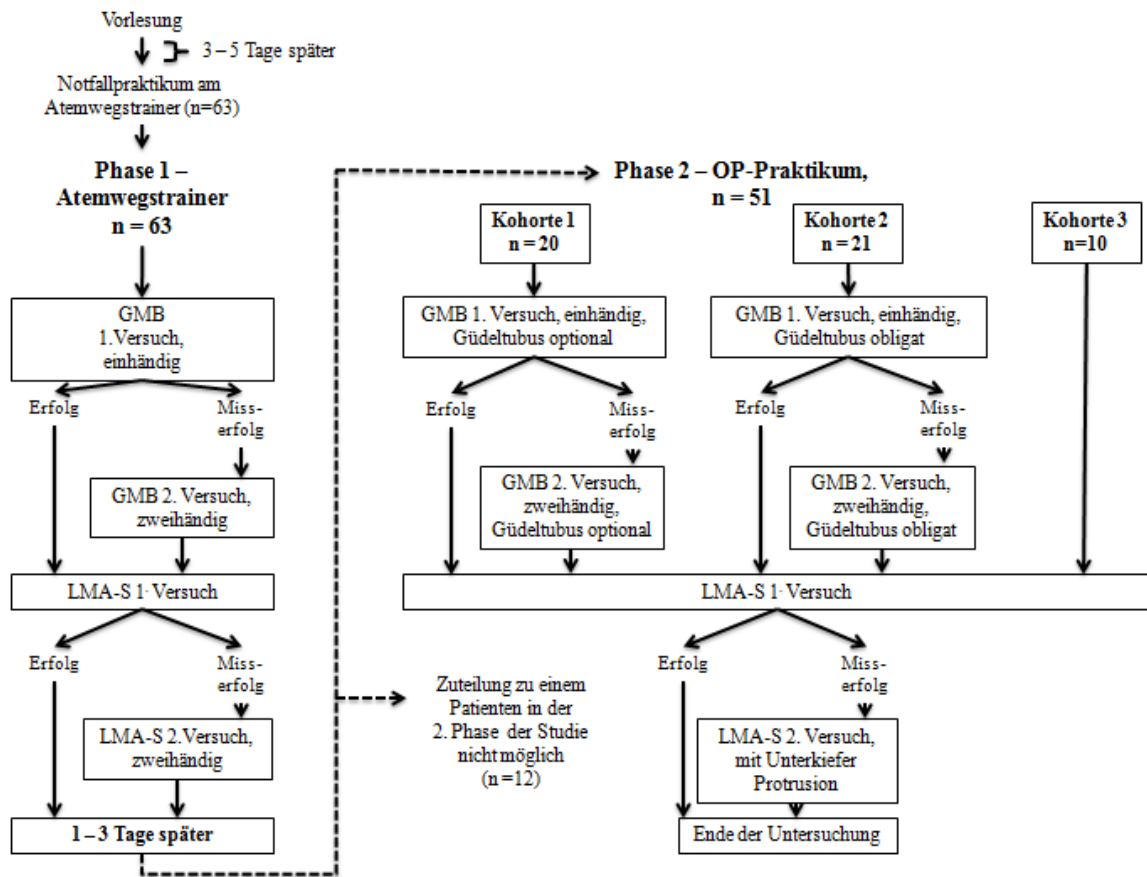 Vorlesung
3 – 5 Tage später
Notfallpraktikum am
Atemwegstrainer (n=63)
Phase 1 –
Atemwegstrainer
n = 63
GMB
1.Versuch,
einhändig
Erfolg
Miss-
erfolg
GMB 2. Versuch,
zweihändig
LMA-S 1. Versuch
Erfolg
Miss-
erfolg
LMA-S 2.Versuch,
zweihändig
1 – 3 Tage später
Phase 2 – OP-Praktikum,
n = 51
Kohorte 1
n = 20
Kohorte 2
n = 21
Kohorte 3
n=10
GMB 1. Versuch, einhändig,
Güdeltubus optional
GMB 1. Versuch, einhändig,
Güdeltubus obligat
Erfolg
Miss-
erfolg
Erfolg
Miss-
erfolg
GMB 2. Versuch,
zweihändig,
Güdeltubus optional
GMB 2. Versuch,
zweihändig,
Güdeltubus obligat
LMA-S 1. Versuch
Zuteilung zu einem
Patienten in der
2. Phase der Studie
nicht möglich
(n=12)
Erfolg
Miss-
erfolg
LMA-S 2. Versuch,
mit Unterkiefer
Protrusion
Ende der Untersuchung